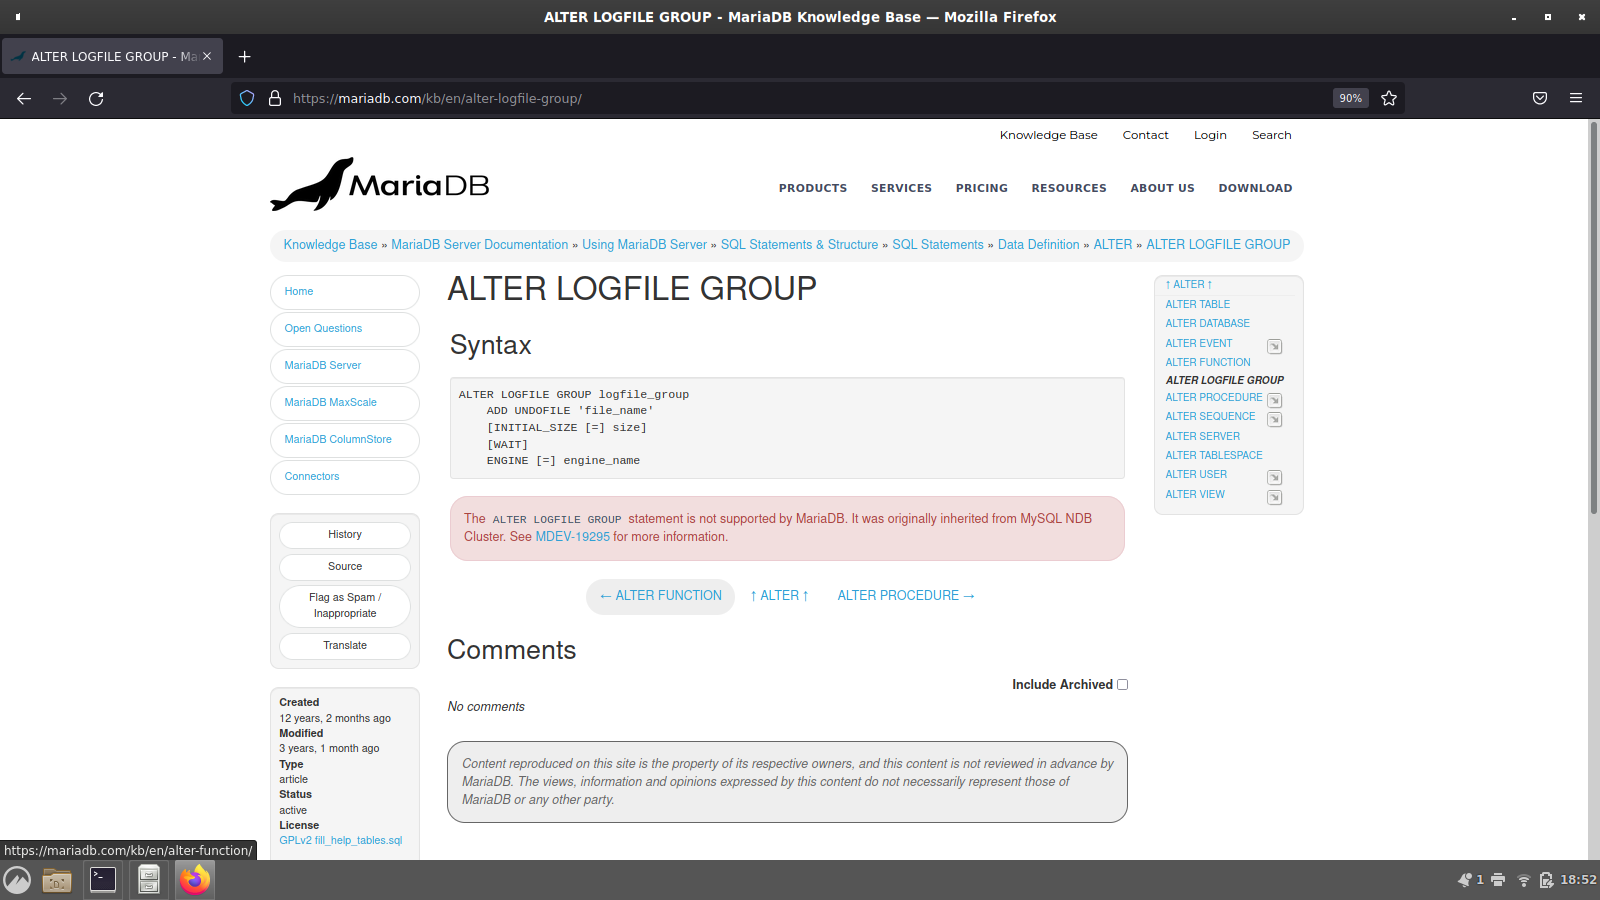 ALTER LOGFILE GROUP - MariaDB Knowledge Base — Mozilla Firefox
ALTER LOGFILE GROUP - Ma
https://mariadb.com/kb/en/alter-logfile-group/
90%
Knowledge Base Contact Login Search
MariaDB
PRODUCTS SERVICES PRICING RESOURCES ABOUT US DOWNLOAD
Knowledge Base » MariaDB Server Documentation » Using MariaDB Server » SQL Statements & Structure » SQL Statements » Data Definition » ALTER » ALTER LOGFILE GROUP
Home
Open Questions
MariaDB Server
MariaDB MaxScale
MariaDB ColumnStore
Connectors
History
Source
Flag as Spam /
Inappropriate
Translate
Created
12 years, 2 months ago
Modified
3 years, 1 month ago
Type
article
Status
active
License
GPLv2 fill_help_tables.sql
ALTER LOGFILE GROUP
Syntax
ALTER LOGFILE GROUP logfile_group
ADD UNDOFILE 'file_name'
[INITIAL_SIZE [=] size]
[WAIT]
ENGINE [=] engine_name
The ALTER LOGFILE GROUP statement is not supported by MariaDB. It was originally inherited from MySQL NDB
Cluster. See MDEV-19295 for more information.
← ALTER FUNCTION ↑ ALTER ↑ ALTER PROCEDURE →
Comments
Include Archived
No comments
Content reproduced on this site is the property of its respective owners, and this content is not reviewed in advance by
MariaDB. The views, information and opinions expressed by this content do not necessarily represent those of
MariaDB or any other party.
↑ ALTER ↑
ALTER TABLE
ALTER DATABASE
ALTER EVENT
ALTER FUNCTION
ALTER LOGFILE GROUP
ALTER PROCEDURE
ALTER SEQUENCE
ALTER SERVER
ALTER TABLESPACE
ALTER USER
ALTER VIEW
https://mariadb.com/kb/en/alter-function/
1
18:52